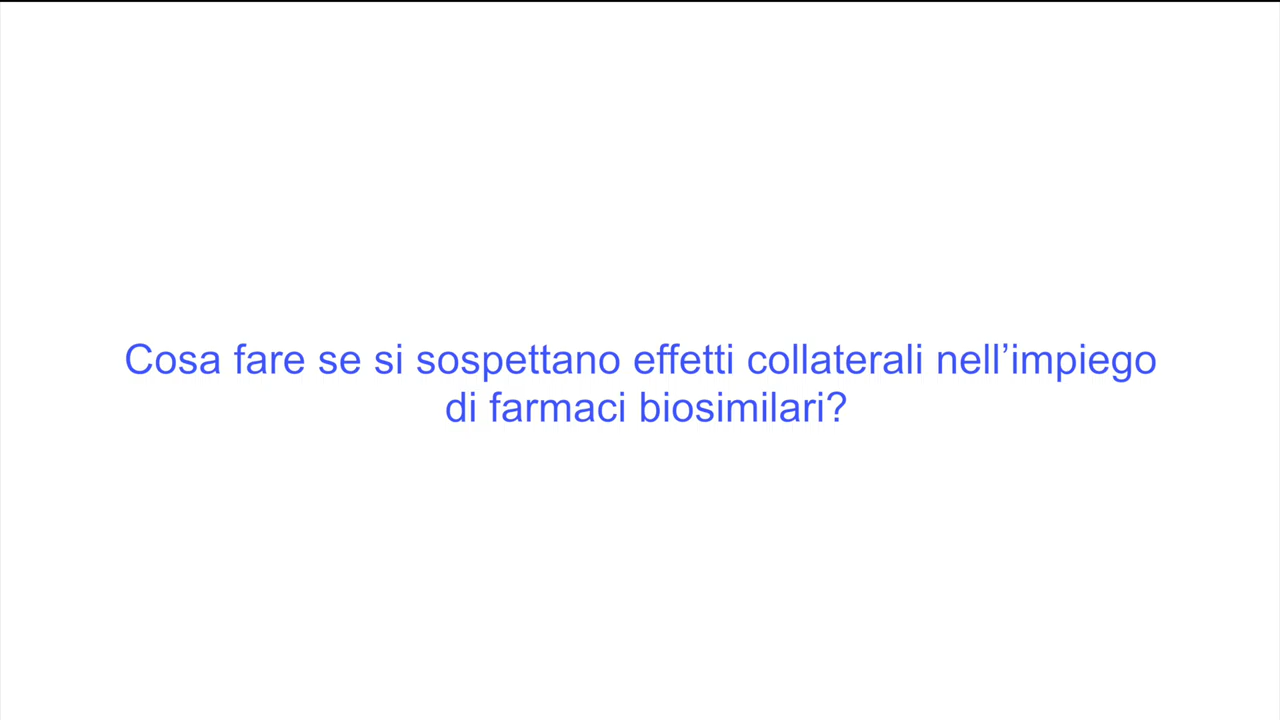 Cosa fare se si sospettano effetti collaterali nell’impiego
di farmaci biosimilari?